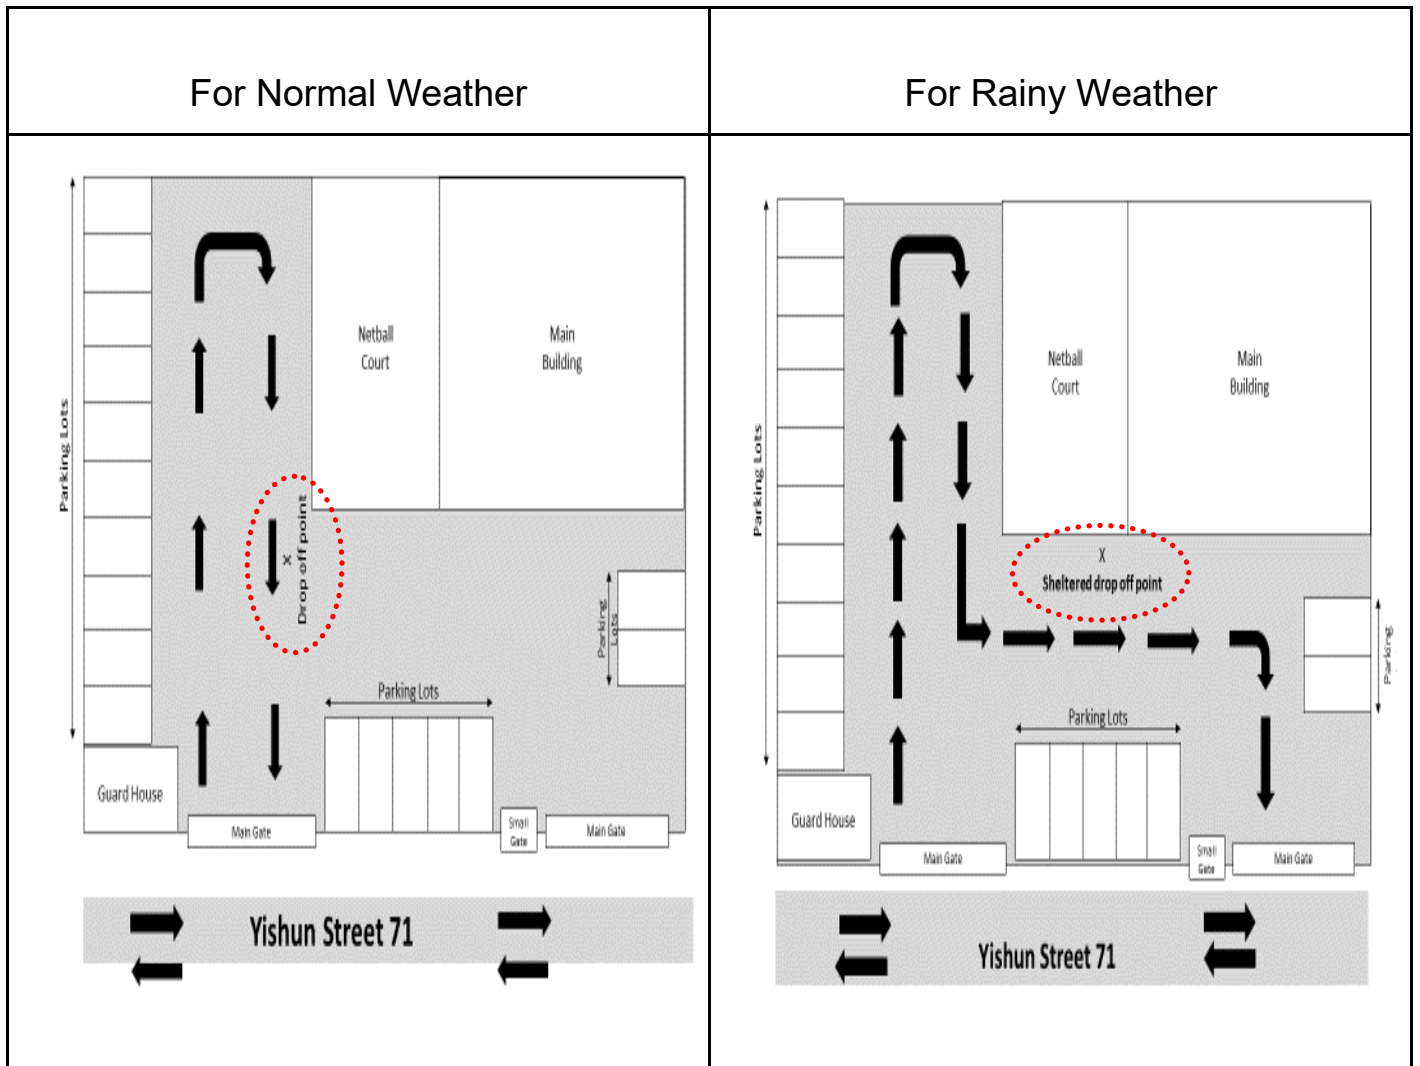 For Normal Weather
For Rainy Weather
Parking Lots
Netball
Court
Main
Building
X
Drop off point
Parking
Lots
Parking Lots
Guard House
Main Gate
Small
Gate
Main Gate
Yishun Street 71
Parking Lots
Netball
Court
Main
Building
X
Sheltered drop off point
Parking
Parking Lots
Guard House
Main Gate
Small
Gate
Main Gate
Yishun Street 71